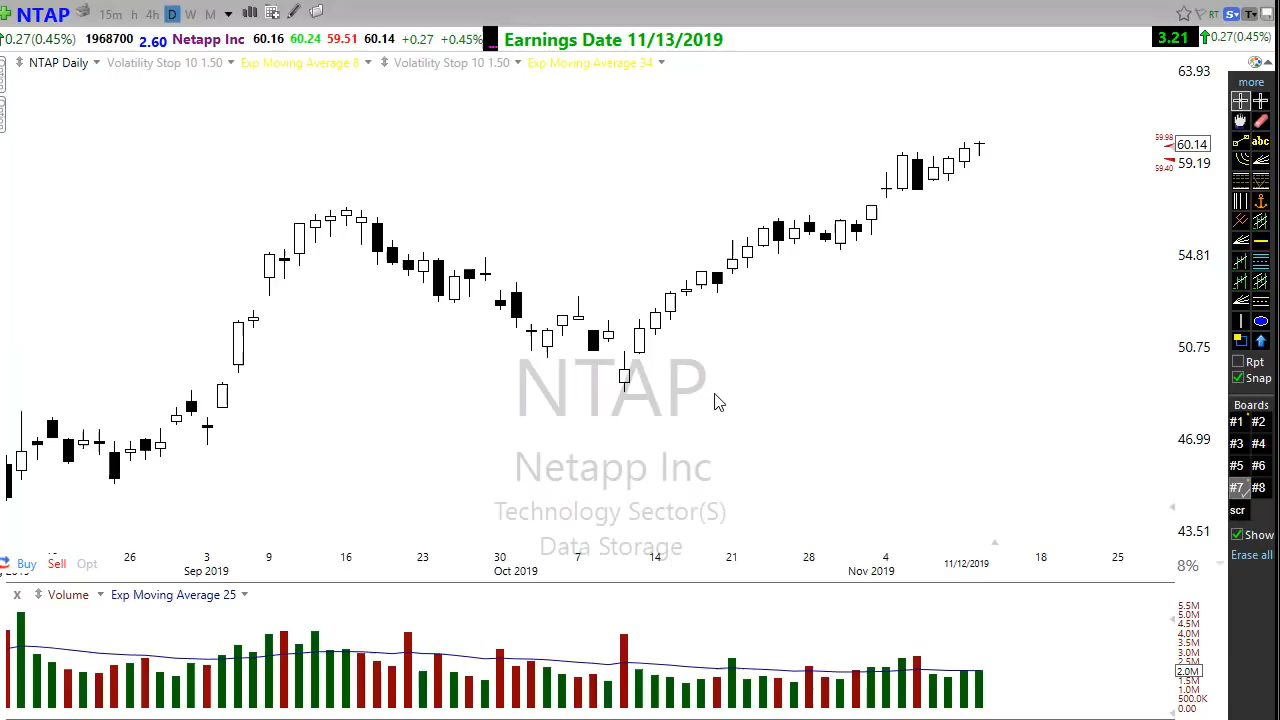 NTAP 15m h 4h D W M RT S T
0.27(0.45%) 1968700 2.60 Netapp Inc 60.16 60.24 59.51 60.14 +0.27 +0.45% Earnings Date 11/13/2019 3.21 0.27(0.45%)
NTAP Daily Volatility Stop 10 1.50 Exp Moving Average 8 Volatility Stop 10 1.50 Exp Moving Average 34
63.93
more
59.98
60.14
59.19
59.40
abc
54.81
50.75
46.99
43.51
8%
NTAP
Netapp Inc
Technology Sector(S)
Data Storage
Rpt
Snap
Boards
#1 #2
#3 #4
#5 #6
#7 #8
scr
Show
Erase all
26 3 9 16 23 30 7 14 21 28 4 18 25
Buy Sell Opt
Sep 2019 Oct 2019 Nov 2019 11/12/2019
X Volume Exp Moving Average 25
5.5M
5.0M
4.5M
4.0M
3.5M
3.0M
2.5M
2.0M
1.5M
1.0M
500.0K
0.00